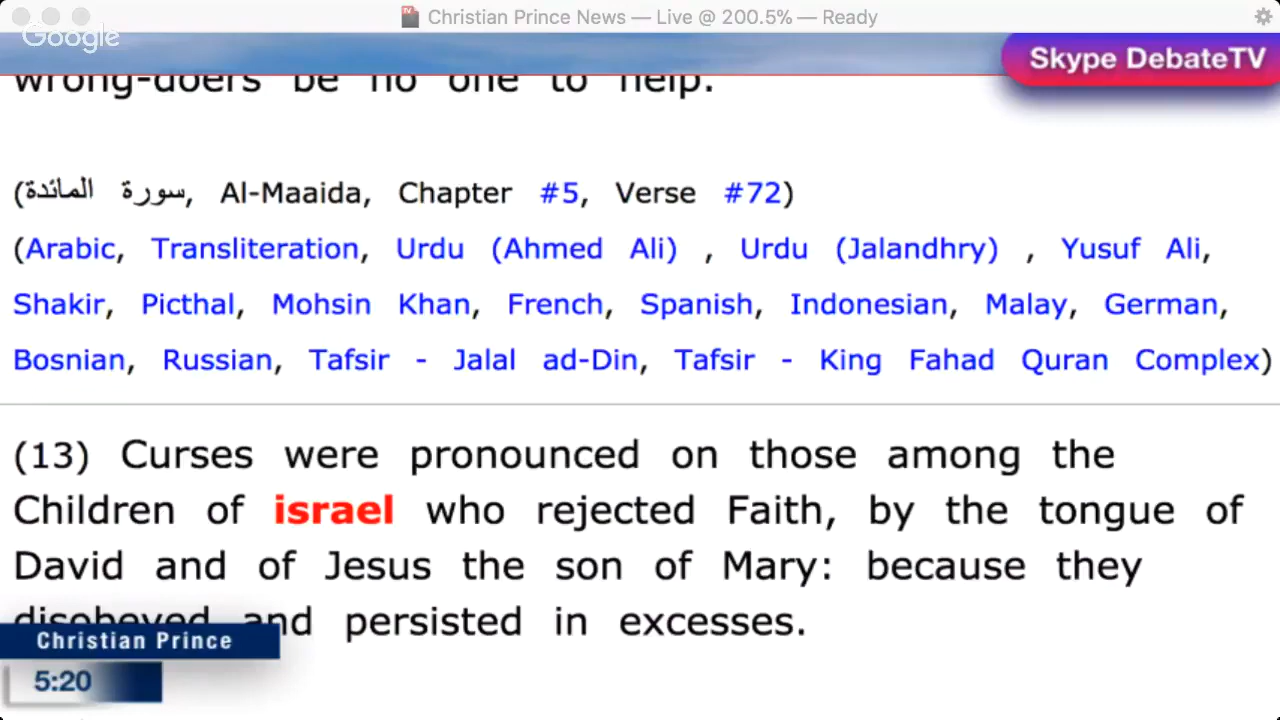 Christian Prince News — Live @ 200.5% — Ready
Google
Skype DebateTV
wrong-doers be no one to help.
(سورة المائدة, Al-Maaida, Chapter #5, Verse #72)
(Arabic, Transliteration, Urdu (Ahmed Ali) , Urdu (Jalandhry) , Yusuf Ali,
Shakir, Picthal, Mohsin Khan, French, Spanish, Indonesian, Malay, German,
Bosnian, Russian, Tafsir - Jalal ad-Din, Tafsir - King Fahad Quran Complex)
(13) Curses were pronounced on those among the
Children of israel who rejected Faith, by the tongue of
David and of Jesus the son of Mary: because they
disobeyed and persisted in excesses.
Christian Prince
5:20